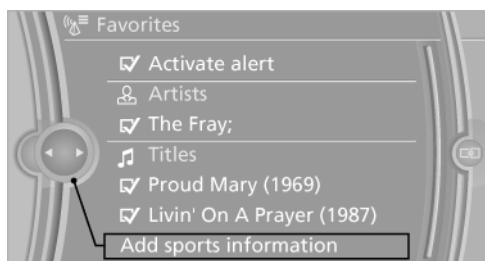 Favorites
Activate alert
Artists
The Fray;
Titles
Proud Mary (1969)
Livin' On A Prayer (1987)
Add sports information